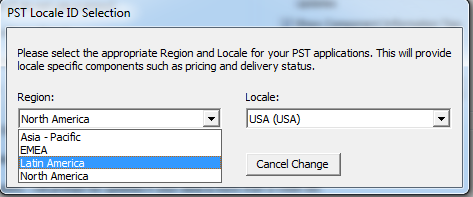 PST Locale ID Selection
Please select the appropriate Region and Locale for your PST applications. This will provide
locale specific components such as pricing and delivery status.
Region:
Locale:
North America
USA (USA)
Asia - Pacific
EMEA
Latin America
North America
Cancel Change